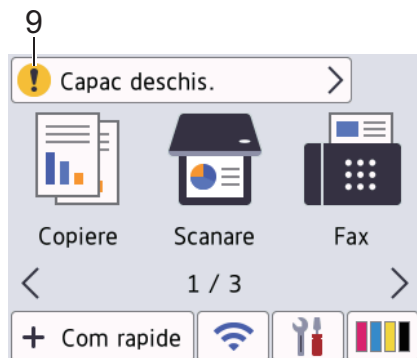 9
! Capac deschis. >
Copiere Scanare Fax
< 1 / 3 >
+ Com rapide